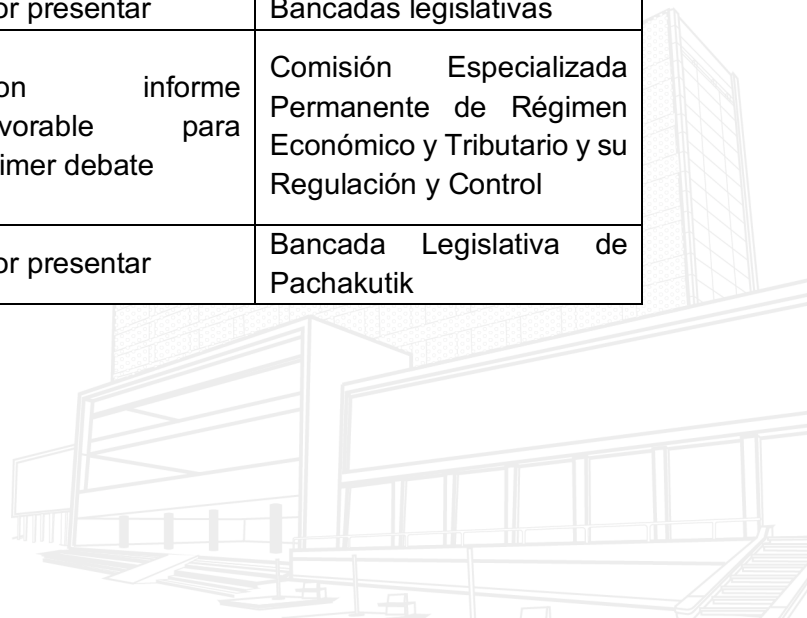 or presentar Bancadas legislativas
on informe
vorable para
imer debate
Comisión Especializada
Permanente de Régimen
Económico y Tributario y su
Regulación y Control
or presentar
Bancada Legislativa de
Pachakutik